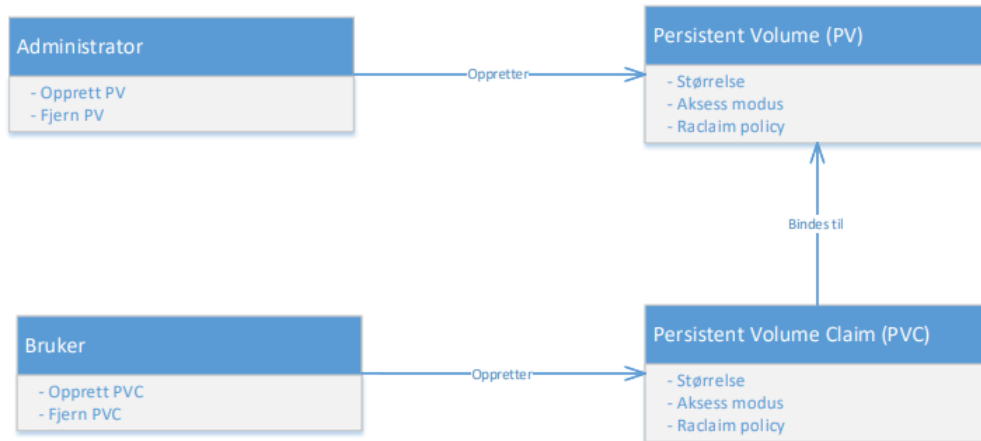 Administrator
- Opprett PV
- Fjern PV
Oppretter
Persistent Volume (PV)
- Størrelse
- Aksess modus
- Raclaim policy
Bindes til
Bruker
- Opprett PVC
- Fjern PVC
Oppretter
Persistent Volume Claim (PVC)
- Størrelse
- Aksess modus
- Raclaim policy